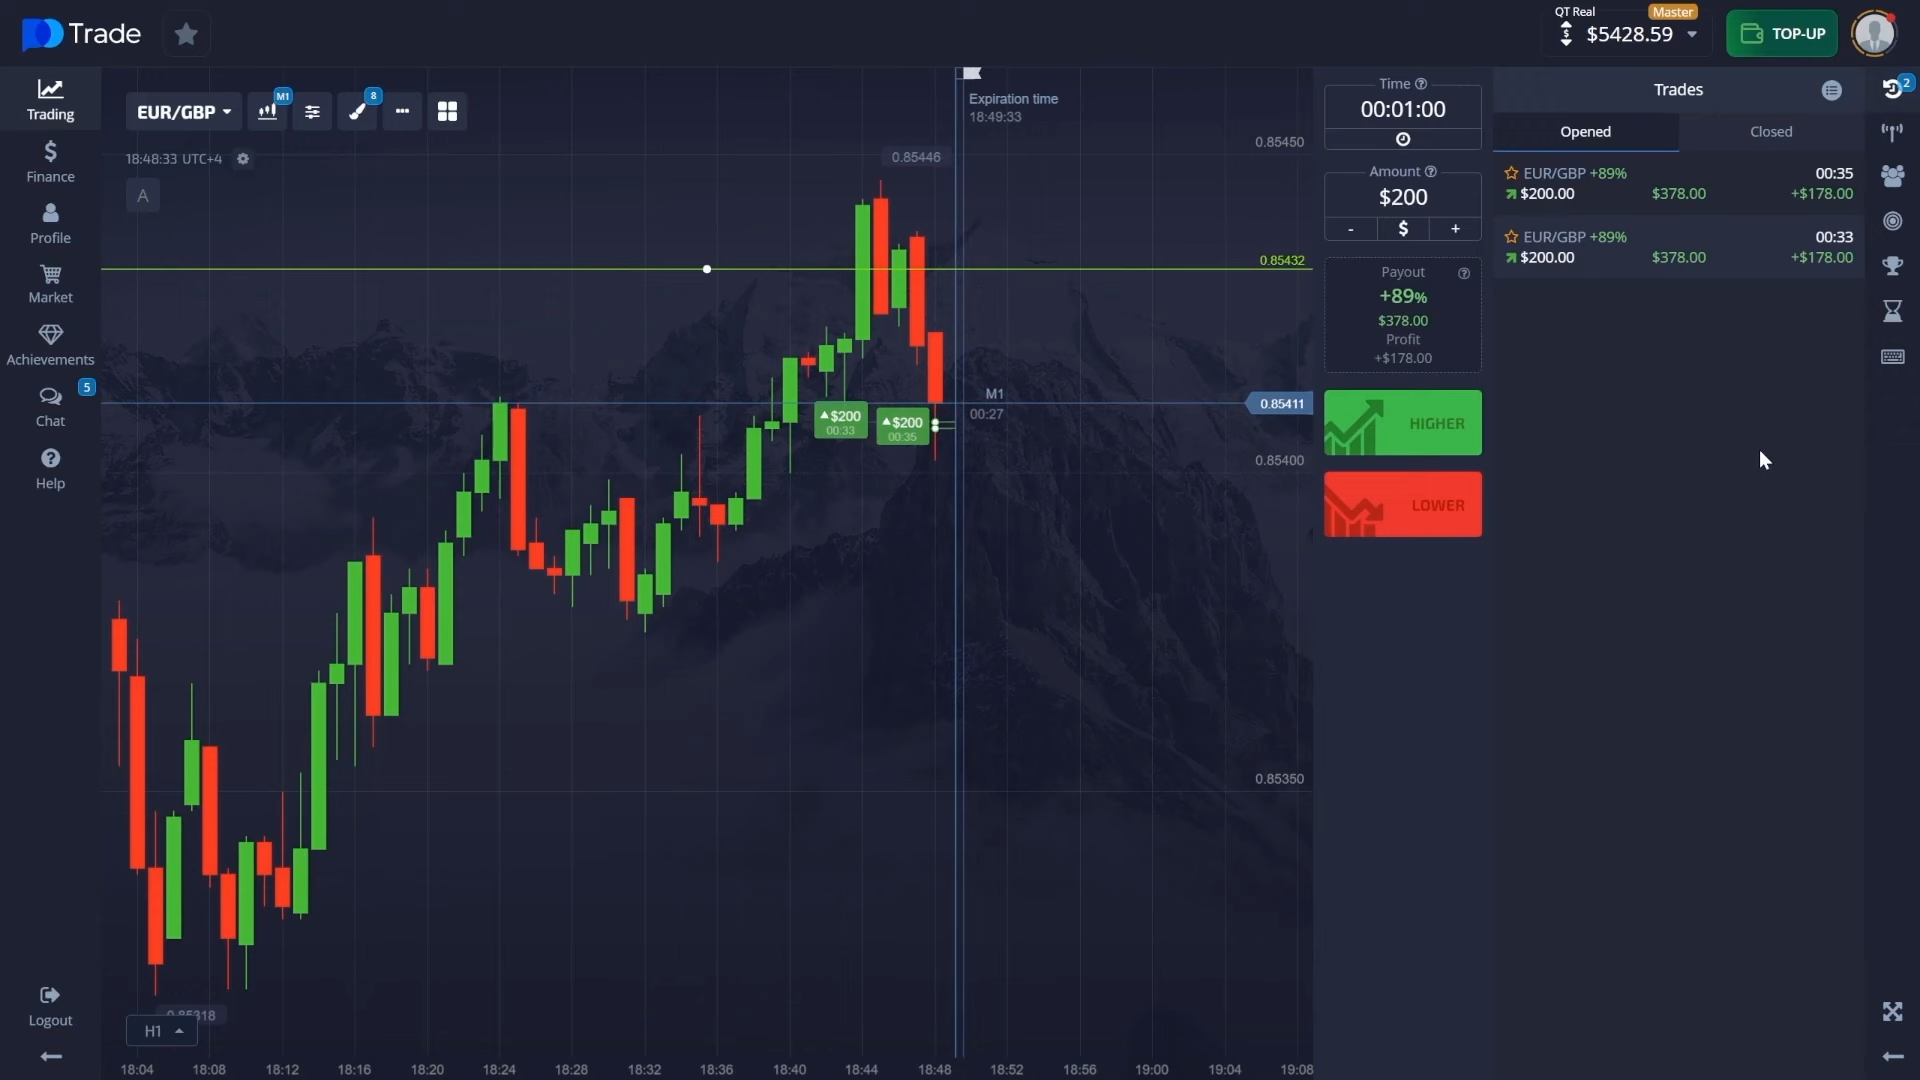 Trade
QT Real
Master
$5428.59
TOP-UP
Trading
Finance
Profile
Market
Achievements
5
Chat
Help
Logout
EUR/GBP
M1
8
18:48:33 UTC+4
A
Expiration time
18:49:33
0.85446
0.85450
0.85432
M1
00:27
0.85411
$200
00:33
$200
00:35
0.85400
0.85350
0.85318
H1
18:04 18:08 18:12 18:16 18:20 18:24 18:28 18:32 18:36 18:40 18:44 18:48 18:52 18:56 19:00 19:04 19:08
Time
00:01:00
Amount
$200
- $ +
Payout
+89%
$378.00
Profit
+$178.00
HIGHER
LOWER
Trades
Opened Closed
EUR/GBP +89% 00:35
$200.00 $378.00 +$178.00
EUR/GBP +89% 00:33
$200.00 $378.00 +$178.00
2